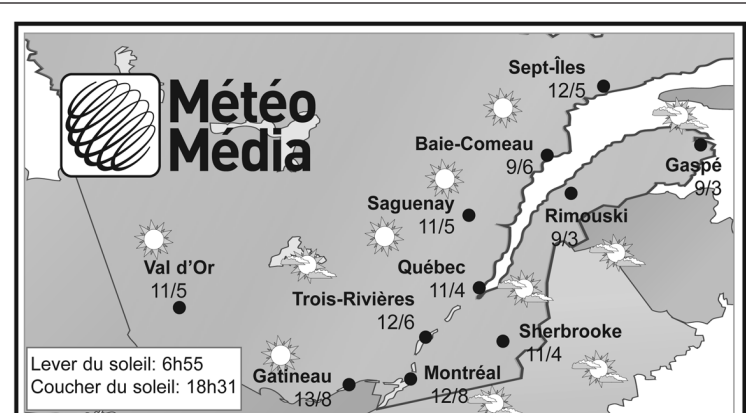 Météo
Média
Sept-Îles
12/5
Baie-Comeau
9/6
Gaspé
9/3
Saguenay
11/5
Rimouski
9/3
Val d'Or
11/5
Québec
11/4
Trois-Rivières
12/6
Sherbrooke
11/4
Lever du soleil: 6h55
Coucher du soleil: 18h31
Gatineau
13/8
Montréal
12/8